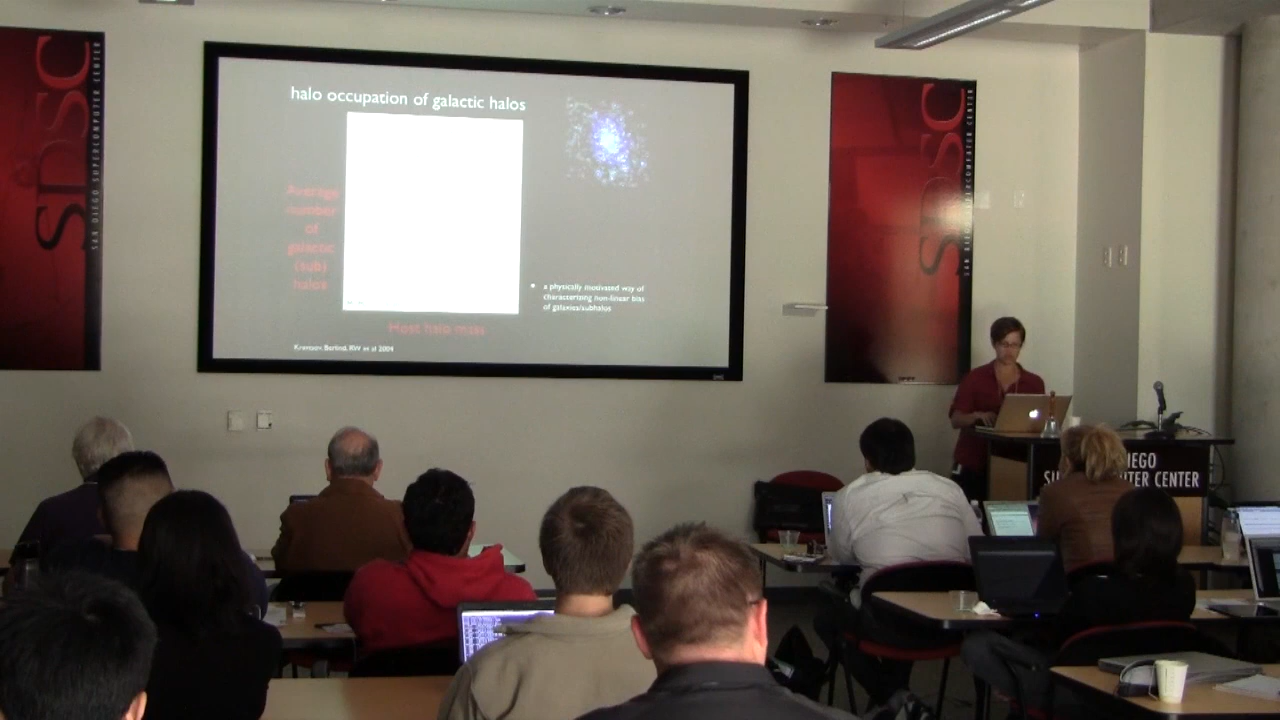 SDSC
SAN DIEGO SUPERCOMPUTER CENTER
halo occupation of galactic halos
Average
number
of
galactic
(sub)
halos
Host halo mass
a physically motivated way of
characterizing non-linear bias
of galaxies/subhalos
Kravtsov, Berlind, RW et al 2004
SDSC
SAN DIEGO SUPERCOMPUTER CENTER
IEGO
SU
UTER CENTER